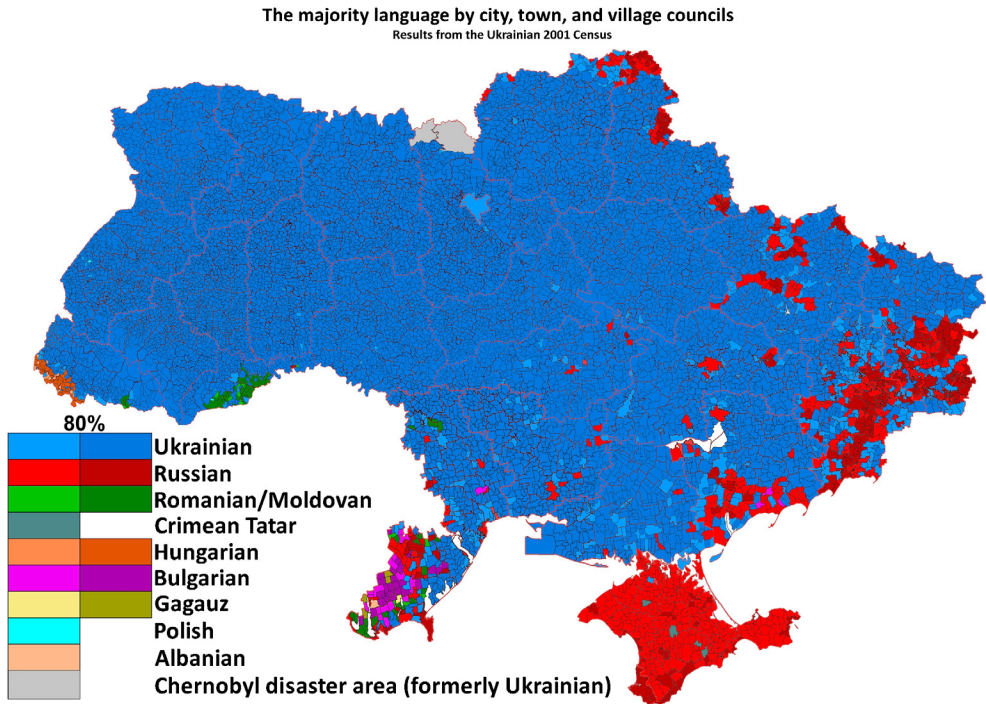 The majority language by city, town, and village councils
Results from the Ukrainian 2001 Census
80%
Ukrainian
Russian
Romanian/Moldovan
Crimean Tatar
Hungarian
Bulgarian
Gagauz
Polish
Albanian
Chernobyl disaster area (formerly Ukrainian)